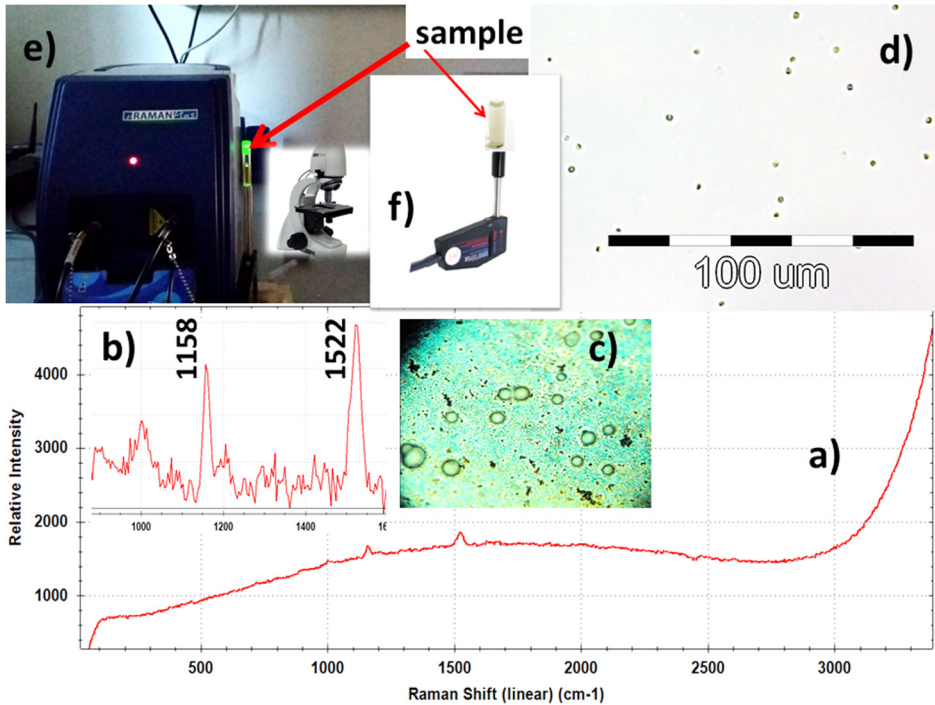 e)
sample
d)
RAMAN
f)
100 um
b)
1158
1522
c)
a)
4000
3000
2000
1000
Relative Intensity
1000 1200 1400
500 1000 1500 2000 2500 3000
Raman Shift (linear) (cm-1)